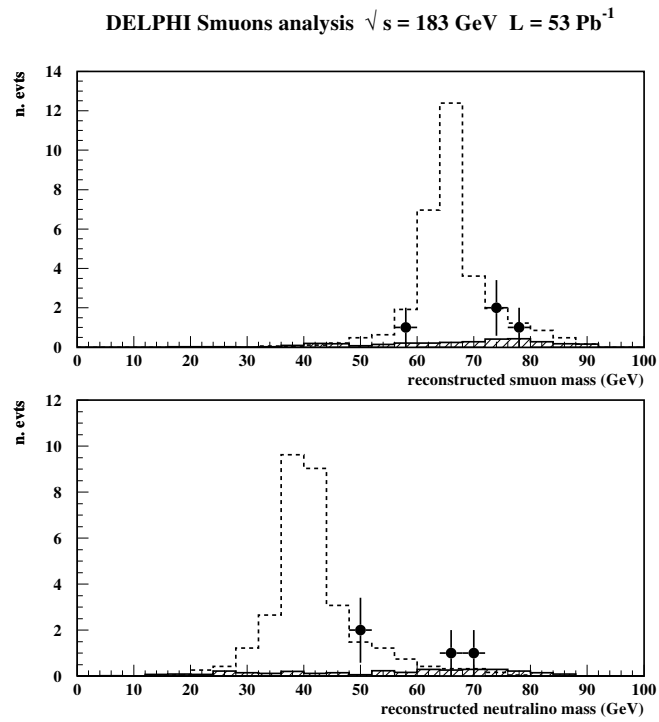 DELPHI Smuons analysis √ s = 183 GeV L = 53 Pb-1
n. evts
14
12
10
8
6
4
2
0
0 10 20 30 40 50 60 70 80 90 100
reconstructed smuon mass (GeV)
n. evts
12
10
8
6
4
2
0
0 10 20 30 40 50 60 70 80 90 100
reconstructed neutralino mass (GeV)